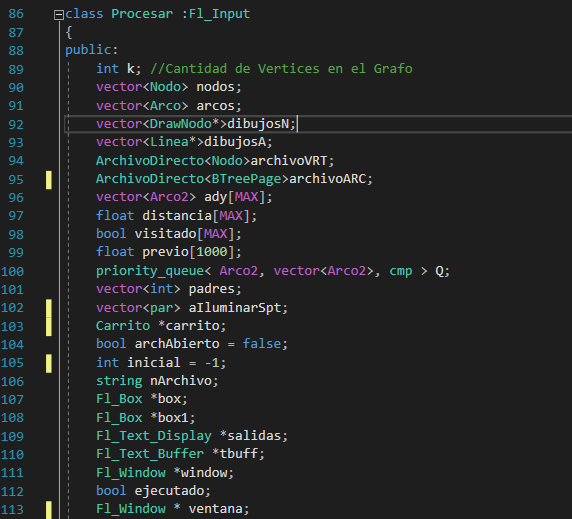 86 class Procesar :Fl_Input
87 {
88 public:
89 int k; //Cantidad de Vertices en el Grafo
90 vector<Nodo> nodos;
91 vector<Arco> arcos;
92 vector<DrawNodo*>dibujosN;
93 vector<Linea*>dibujosA;
94 ArchivoDirecto<Nodo>archivoVRT;
95 ArchivoDirecto<BTreePage>archivoARC;
96 vector<Arco2> ady[MAX];
97 float distancia[MAX];
98 bool visitado[MAX];
99 float previo[1000];
100 priority_queue< Arco2, vector<Arco2>, cmp > Q;
101 vector<int> padres;
102 vector<par> aIluminarSpt;
103 Carrito *carrito;
104 bool archAbierto = false;
105 int inicial = -1;
106 string nArchivo;
107 Fl_Box *box;
108 Fl_Box *box1;
109 Fl_Text_Display *salidas;
110 Fl_Text_Buffer *tbuff;
111 Fl_Window *window;
112 bool ejecutado;
113 Fl_Window * ventana;